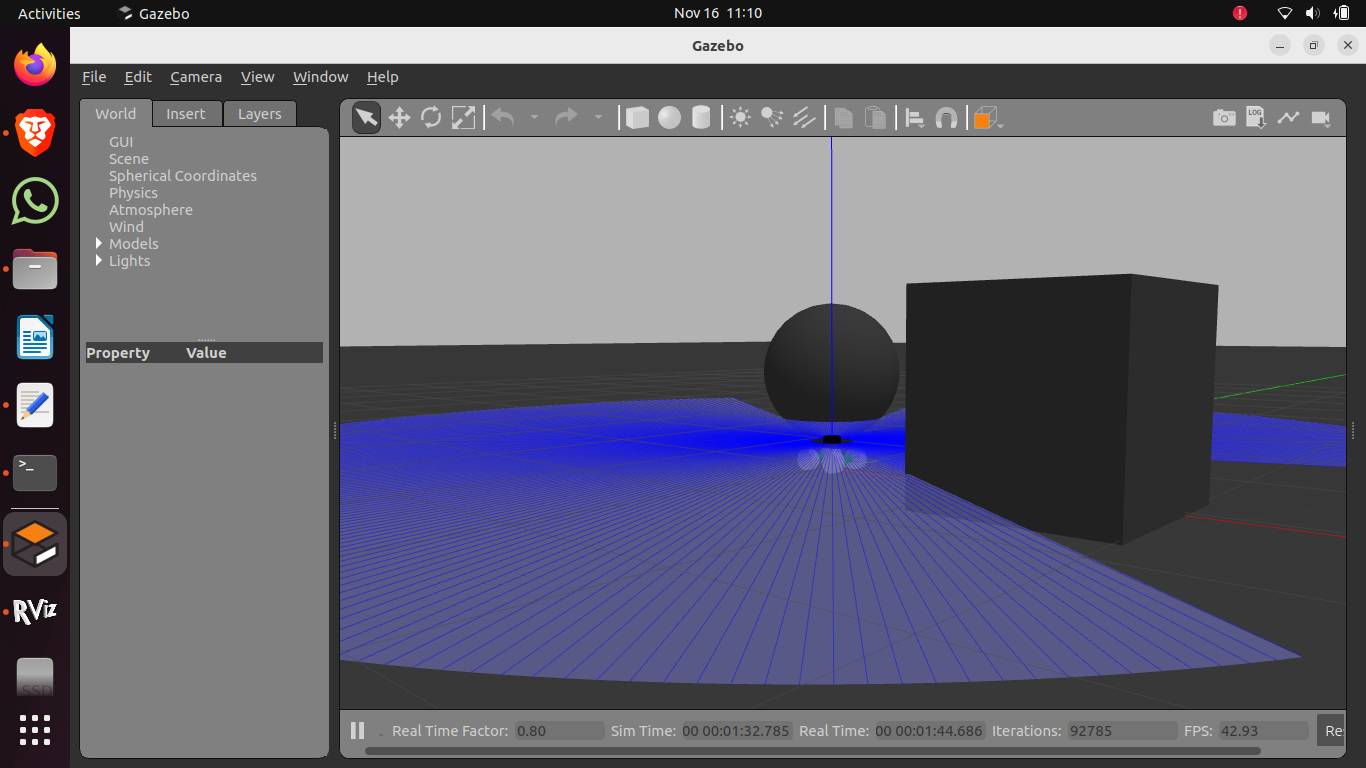 Activities Gazebo Nov 16 11:10
Gazebo
File Edit Camera View Window Help
World Insert Layers
LOG
GUI
Scene
Spherical Coordinates
Physics
Atmosphere
Wind
Models
Lights
Property Value
>_
RViz
SSD
Real Time Factor: 0.80 Sim Time: 00 00:01:32.785 Real Time: 00 00:01:44.686 Iterations: 92785 FPS: 42.93 Re